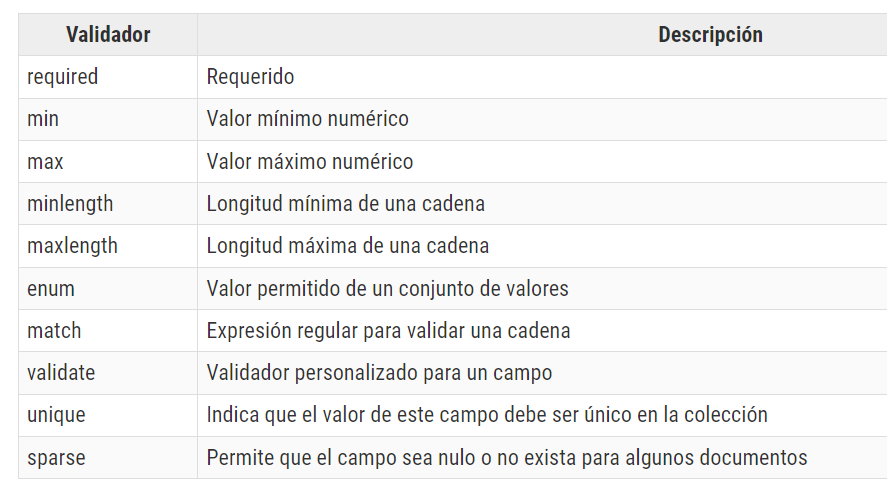 Validador Descripción
required Requerido
min Valor mínimo numérico
max Valor máximo numérico
minlength Longitud mínima de una cadena
maxlength Longitud máxima de una cadena
enum Valor permitido de un conjunto de valores
match Expresión regular para validar una cadena
validate Validador personalizado para un campo
unique Indica que el valor de este campo debe ser único en la colección
sparse Permite que el campo sea nulo o no exista para algunos documentos